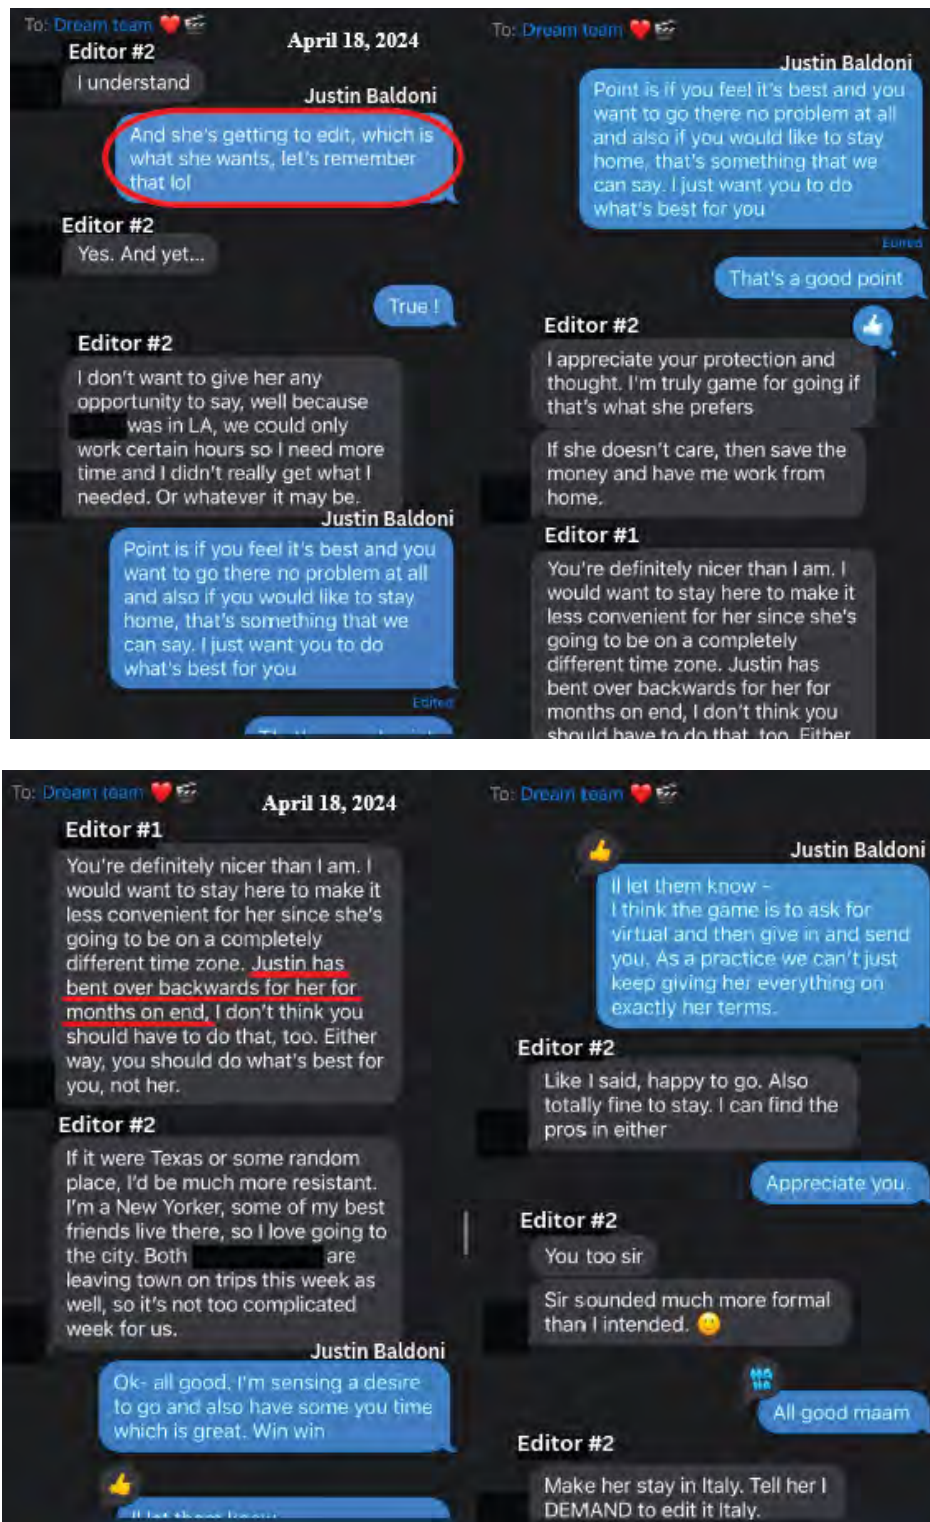 To: Dream team ❤️🎬
April 18, 2024
Editor #2
I understand
Justin Baldoni
And she's getting to edit, which is
what she wants, let's remember
that lol
Editor #2
Yes. And yet...
True !
Editor #2
I don't want to give her any
opportunity to say, well because
was in LA, we could only
work certain hours so I need more
time and I didn't really get what I
needed. Or whatever it may be.
Justin Baldoni
Point is if you feel it's best and you
want to go there no problem at all
and also if you would like to stay
home, that's something that we
can say. I just want you to do
what's best for you
Edited
To: Dream team ❤️🎬
Justin Baldoni
Point is if you feel it's best and you
want to go there no problem at all
and also if you would like to stay
home, that's something that we
can say. I just want you to do
what's best for you
Edited
That's a good point
Editor #2
I appreciate your protection and
thought. I'm truly game for going if
that's what she prefers
If she doesn't care, then save the
money and have me work from
home.
Editor #1
You're definitely nicer than I am. I
would want to stay here to make it
less convenient for her since she's
going to be on a completely
different time zone. Justin has
bent over backwards for her for
months on end, I don't think you
should have to do that, too. Either
To: Dream team ❤️🎬
April 18, 2024
Editor #1
You're definitely nicer than I am. I
would want to stay here to make it
less convenient for her since she's
going to be on a completely
different time zone. Justin has
bent over backwards for her for
months on end, I don't think you
should have to do that, too. Either
way, you should do what's best for
you, not her.
Editor #2
If it were Texas or some random
place, I'd be much more resistant.
I'm a New Yorker, some of my best
friends live there, so I love going to
the city. Both are
leaving town on trips this week as
well, so it's not too complicated
week for us.
Justin Baldoni
Ok- all good. I'm sensing a desire
to go and also have some you time
which is great. Win win
Il let them know
To: Dream team ❤️🎬
Justin Baldoni
Il let them know -
I think the game is to ask for
virtual and then give in and send
you. As a practice we can't just
keep giving her everything on
exactly her terms.
Editor #2
Like I said, happy to go. Also
totally fine to stay. I can find the
pros in either
Appreciate you.
Editor #2
You too sir
Sir sounded much more formal
than I intended. 🙂
HA HA
All good maam
Editor #2
Make her stay in Italy. Tell her I
DEMAND to edit it Italy.